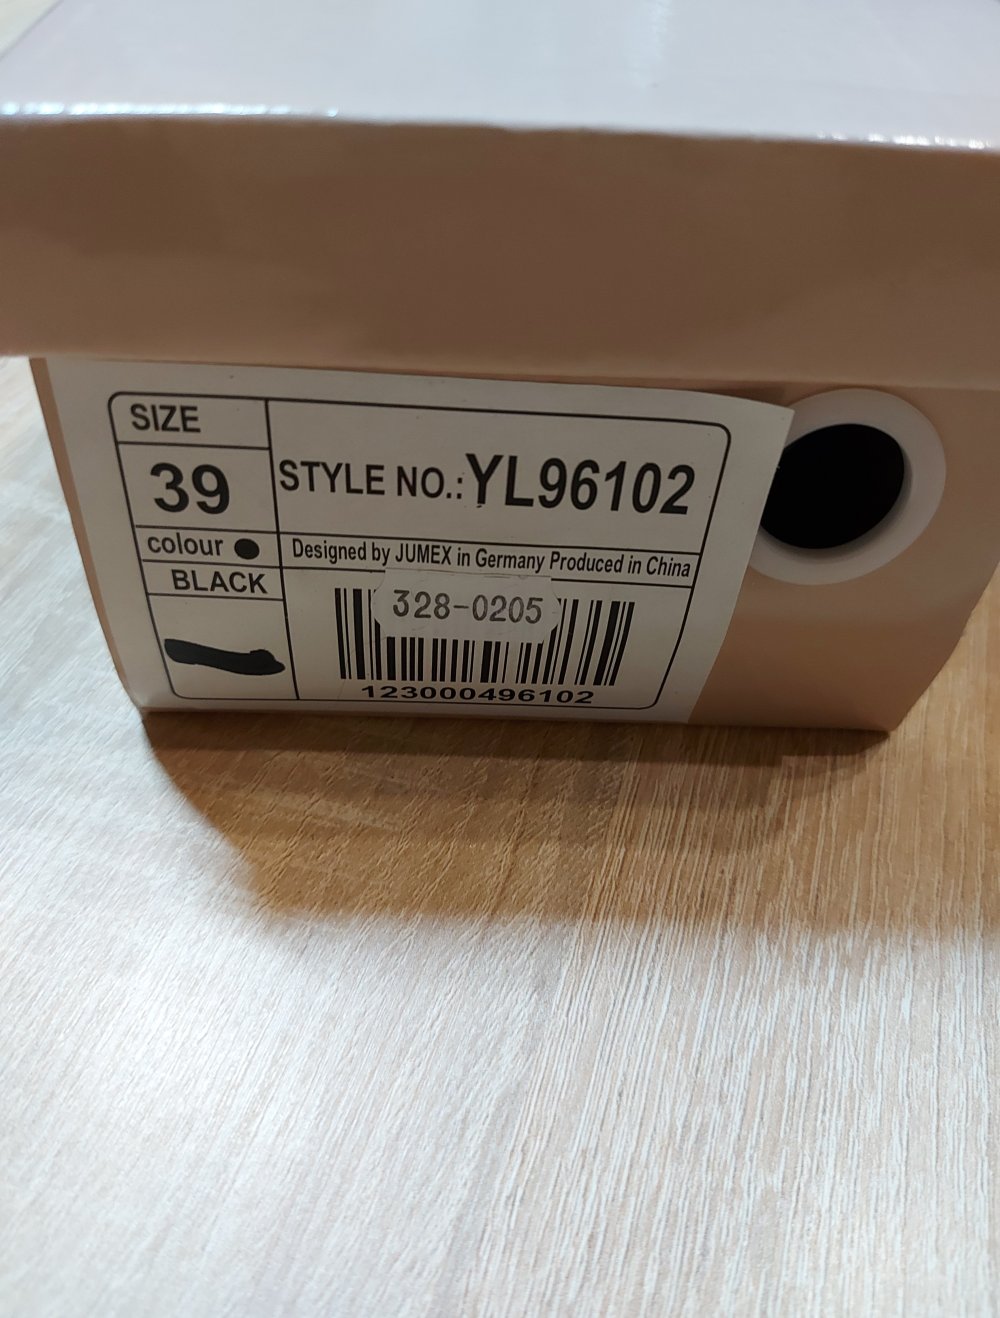 SIZE
39
colour
BLACK
STYLE NO.:YL96102
Designed by JUMEX in Germany Produced in China
328-0205
123000496102